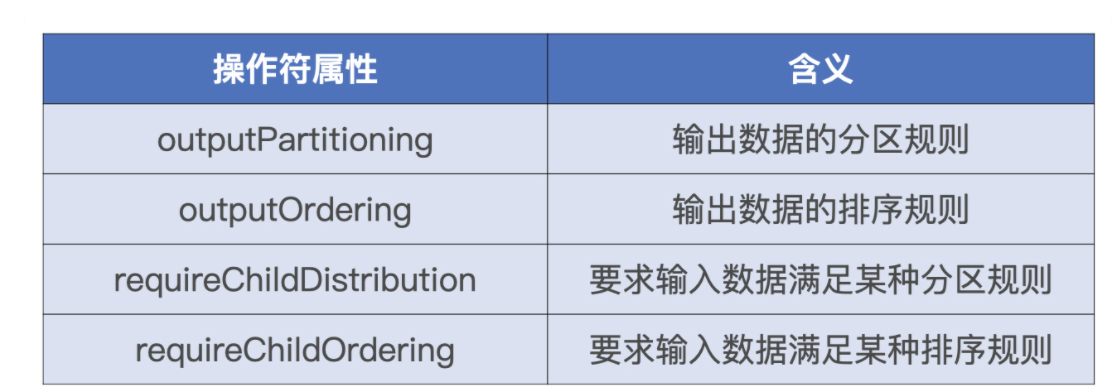 操作符属性 含义
outputPartitioning 输出数据的分区规则
outputOrdering 输出数据的排序规则
requireChildDistribution 要求输入数据满足某种分区规则
requireChildOrdering 要求输入数据满足某种排序规则